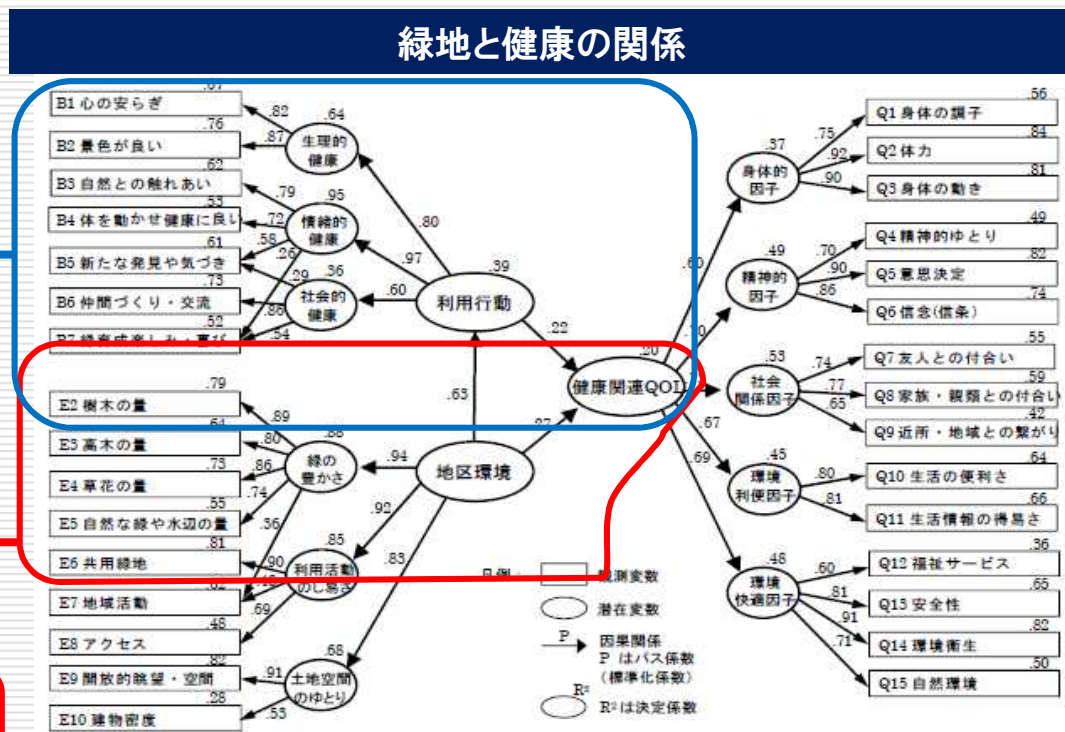 緑地と健康の関係
B1 心の安らぎ
.82
.76
B2 景色が良い
.87
.64
生理的
健康
.62
B3 自然との触れあい
.79
.53
B4 体を動かせ健康に良い
.72
.95
情緒的
健康
.61
B5 新たな発見や気づき
.58
.26
.29
.73
B6 仲間づくり・交流
.86
.36
社会的
健康
.52
.54
.80
.97
.60
.39
利用行動
.22
.63
.20
健康関連QOL
.79
E2 樹木の量
.89
E3 高木の量
.80
.73
E4 草花の量
.86
.88
緑の
豊かさ
.94
地区環境
.55
E5 自然な緑や水辺の量
.74
.36
.81
E6 共用緑地
.90
.85
利用活動
のし易さ
.92
E7 地域活動
.69
.48
E8 アクセス
.83
.82
E9 開放的眺望・空間
.91
.68
土地空間
のゆとり
.28
E10 建物密度
.53
.56
Q1 身体の調子
.75
.84
Q2 体力
.92
.81
Q3 身体の動き
.90
.37
身体的
因子
.60
.49
Q4 精神的ゆとり
.70
.82
Q5 意思決定
.90
.74
Q6 信念(信条)
.86
.49
精神的
因子
.55
Q7 友人との付合い
.74
.59
Q8 家族・親類との付合い
.77
.42
Q9 近所・地域との繋がり
.65
.53
社会
関係因子
.67
.64
Q10 生活の便利さ
.80
.66
Q11 生活情報の得易さ
.81
.45
環境
利便因子
.69
.36
Q12 福祉サービス
.60
Q13 安全性
.81
.82
Q14 環境衛生
.91
.50
Q15 自然環境
.71
.48
環境
快適因子
観測変数
潜在変数
P
因果関係
P はパス係数
(標準化係数)
R²
R²は決定係数